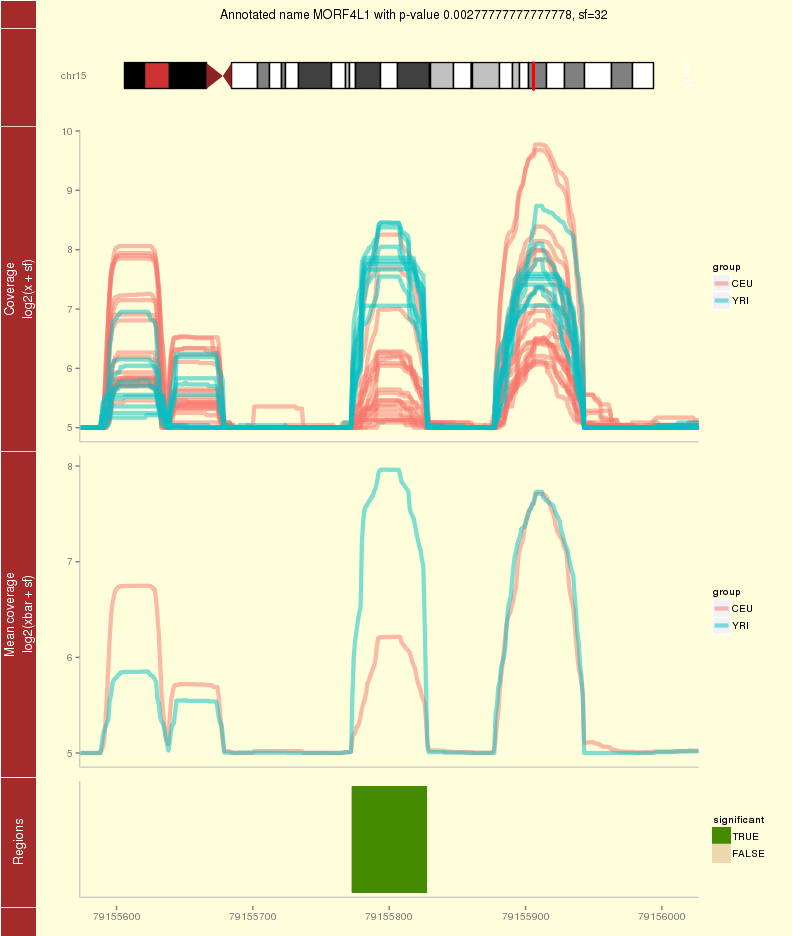 Annotated name MORF4L1 with p-value 0.00277777777777778, sf=32
chr15
Coverage
log2(x + sf)
10
9
8
7
6
5
group
CEU
YRI
Mean coverage
log2(xbar + sf)
8
7
6
5
group
CEU
YRI
Regions
significant
TRUE
FALSE
79155600
79155700
79155800
79155900
79156000